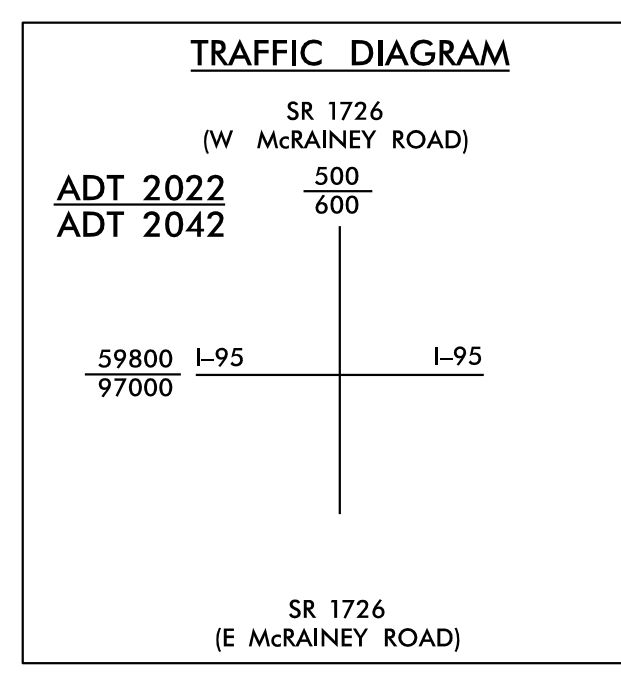 TRAFFIC DIAGRAM
SR 1726
(W McRAINEY ROAD)
ADT 2022
ADT 2042
500
600
59800
97000
I-95
I-95
SR 1726
(E McRAINEY ROAD)